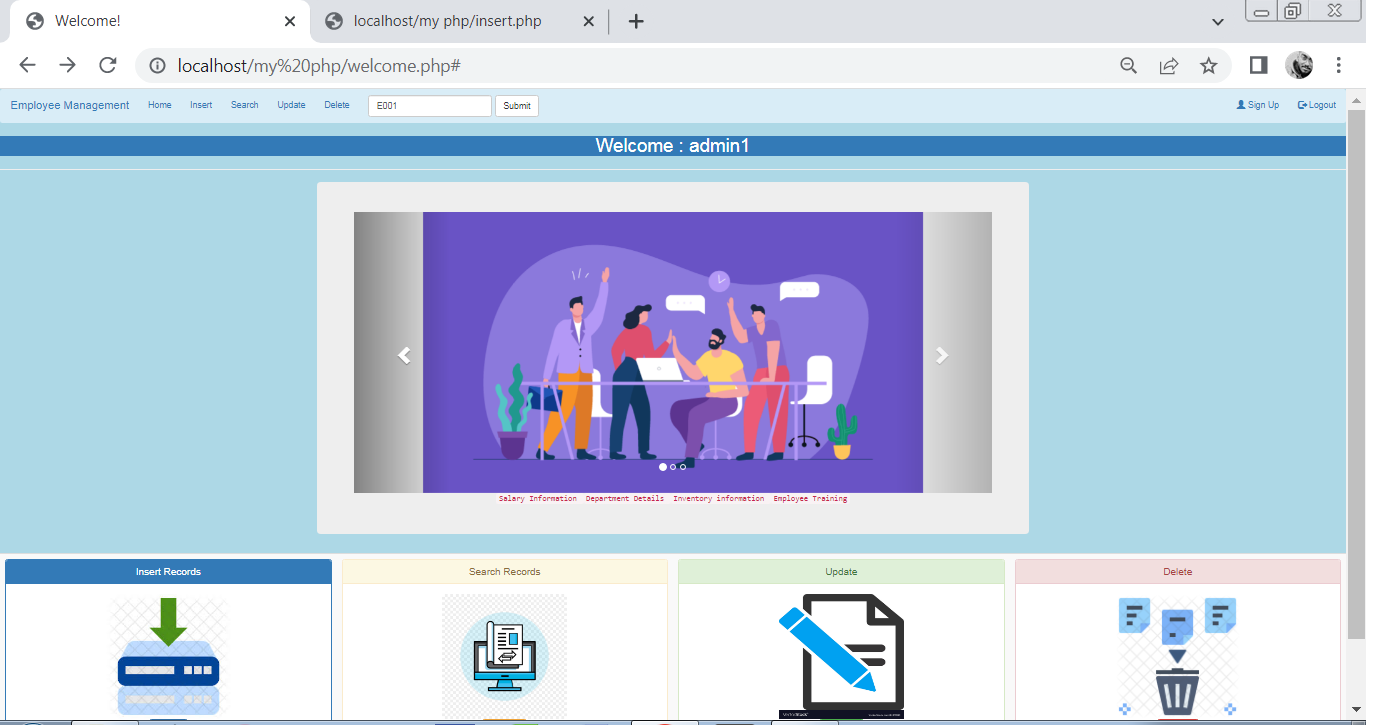 Welcome!
localhost/my php/insert.php
localhost/my%20php/welcome.php#
Employee Management Home Insert Search Update Delete E001 Submit Sign Up Logout
Welcome : admin1
Salary Information Department Details Inventory information Employee Training
Insert Records
Search Records
Update
Delete